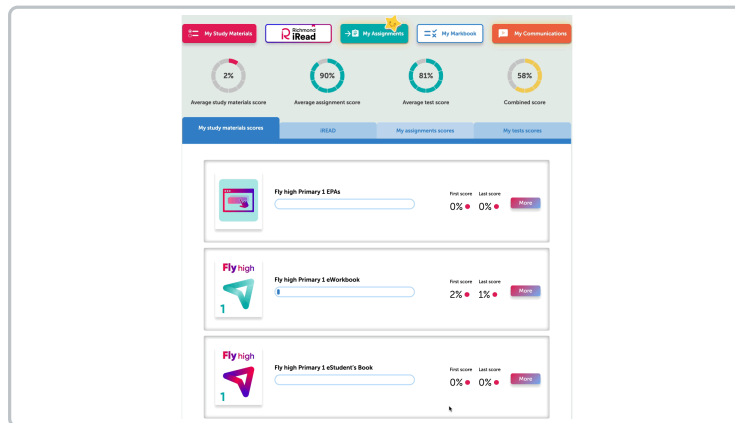 My Study Materials
Richmond
iRead
My Assignments
My Markbook
My Communications
2%
90%
81%
58%
Average study materials score
Average assignment score
Average test score
Combined score
My study materials scores
iREAD
My assignments scores
My tests scores
Fly high Primary 1 EPAs
First score
Last score
0%
0%
More
Fly high
1
Fly high Primary 1 eWorkbook
First score
Last score
2%
1%
More
Fly high
1
Fly high Primary 1 eStudent's Book
First score
Last score
0%
0%
More